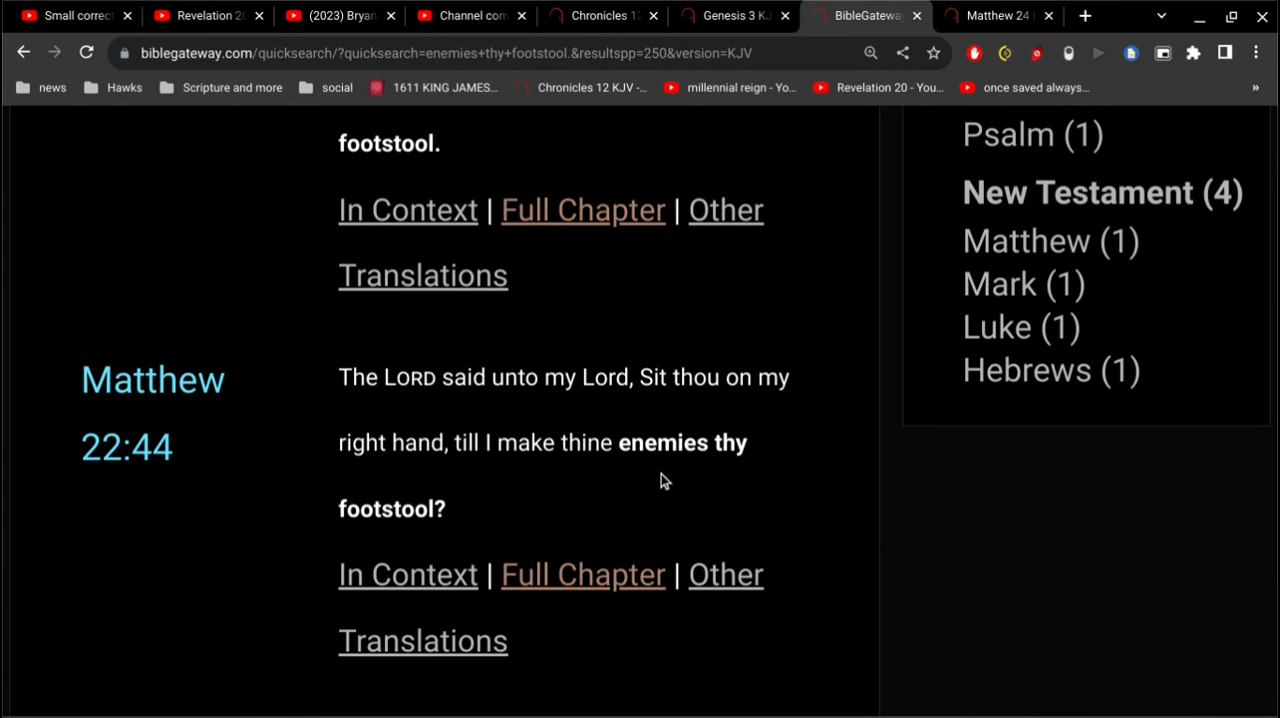 Small correct
Revelation 20
(2023) Bryan
Channel com
Chronicles 12
Genesis 3 KJ
BibleGateway
Matthew 24
biblegateway.com/quicksearch/?quicksearch=enemies+thy+footstool.&resultspp=250&version=KJV
news
Hawks
Scripture and more
social
1611 KING JAMES...
Chronicles 12 KJV -...
millennial reign - Yo...
Revelation 20 - You...
once saved always...
»
footstool.
In Context | Full Chapter | Other
Translations
Matthew
22:44
The LORD said unto my Lord, Sit thou on my
right hand, till I make thine enemies thy
footstool?
In Context | Full Chapter | Other
Translations
Psalm (1)
New Testament (4)
Matthew (1)
Mark (1)
Luke (1)
Hebrews (1)